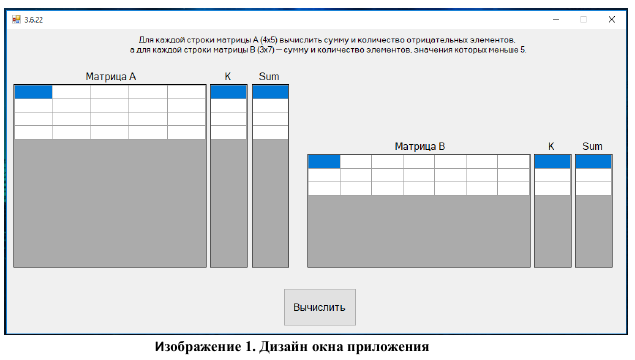 3.6.22
Для каждой строки матрицы A (4x5) вычислить сумму и количество отрицательных элементов,
а для каждой строки матрицы B (3x7) – сумму и количество элементов, значения которых меньше 5.
Матрица A K Sum
Матрица B K Sum
Вычислить
Изображение 1. Дизайн окна приложения